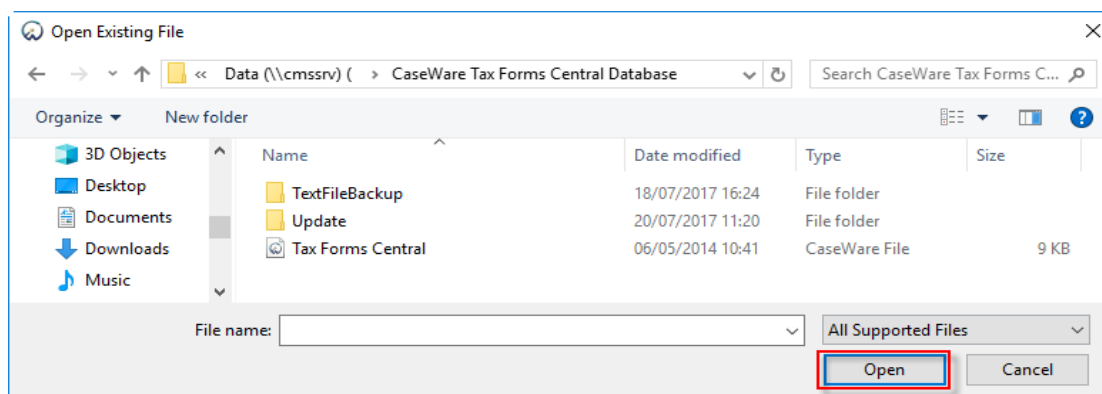 Open Existing File
« Data (\\cmssrv) ( > CaseWare Tax Forms Central Database Search CaseWare Tax Forms C...
Organize New folder ?
3D Objects Name Date modified Type Size
Desktop TextFileBackup 18/07/2017 16:24 File folder
Documents Update 20/07/2017 11:20 File folder
Downloads Tax Forms Central 06/05/2014 10:41 CaseWare File 9 KB
Music
File name: All Supported Files
Open Cancel